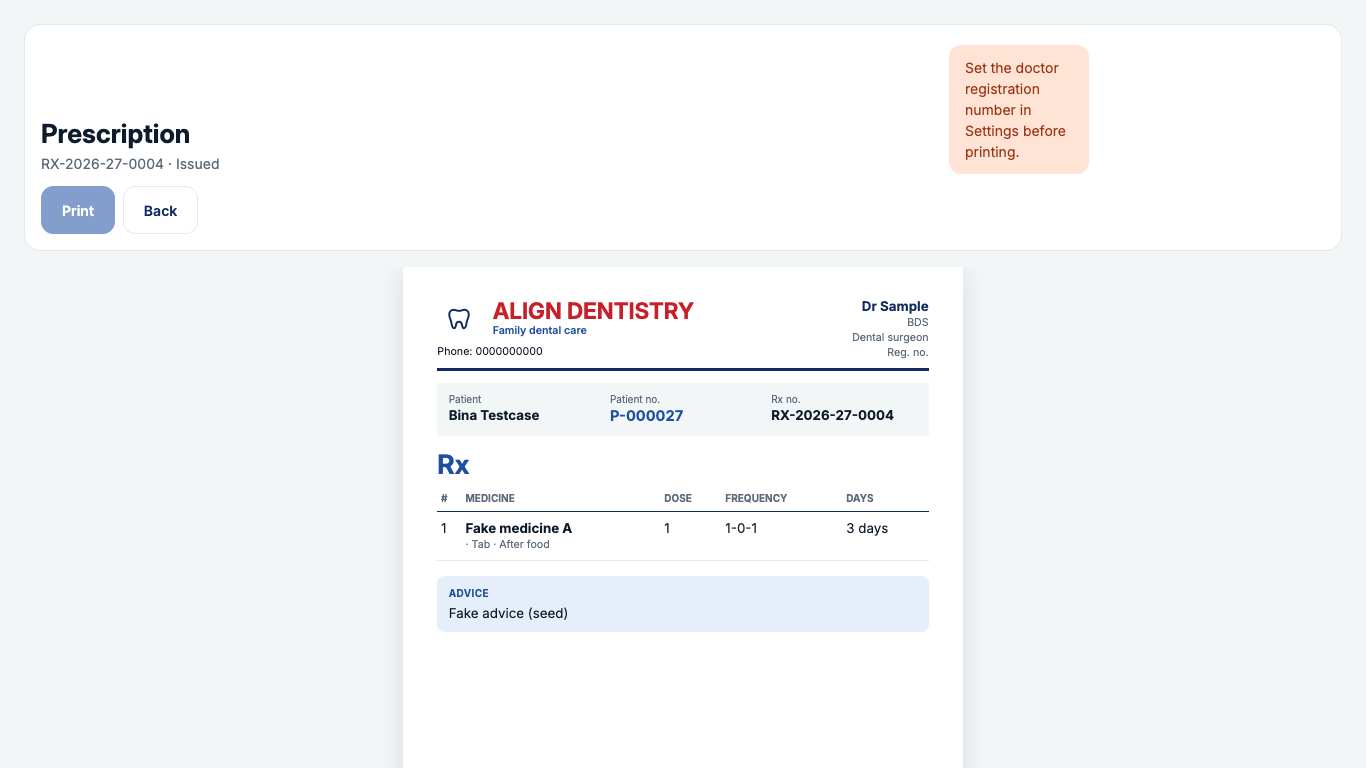 Set the doctor
registration
number in
Settings before
printing.
Prescription
RX-2026-27-0004 · Issued
Print
Back
ALIGN DENTISTRY
Family dental care
Phone: 0000000000
Dr Sample
BDS
Dental surgeon
Reg. no.
Patient
Bina Testcase
Patient no.
P-000027
Rx no.
RX-2026-27-0004
Rx
# MEDICINE DOSE FREQUENCY DAYS
1 Fake medicine A 1 1-0-1 3 days
· Tab · After food
ADVICE
Fake advice (seed)